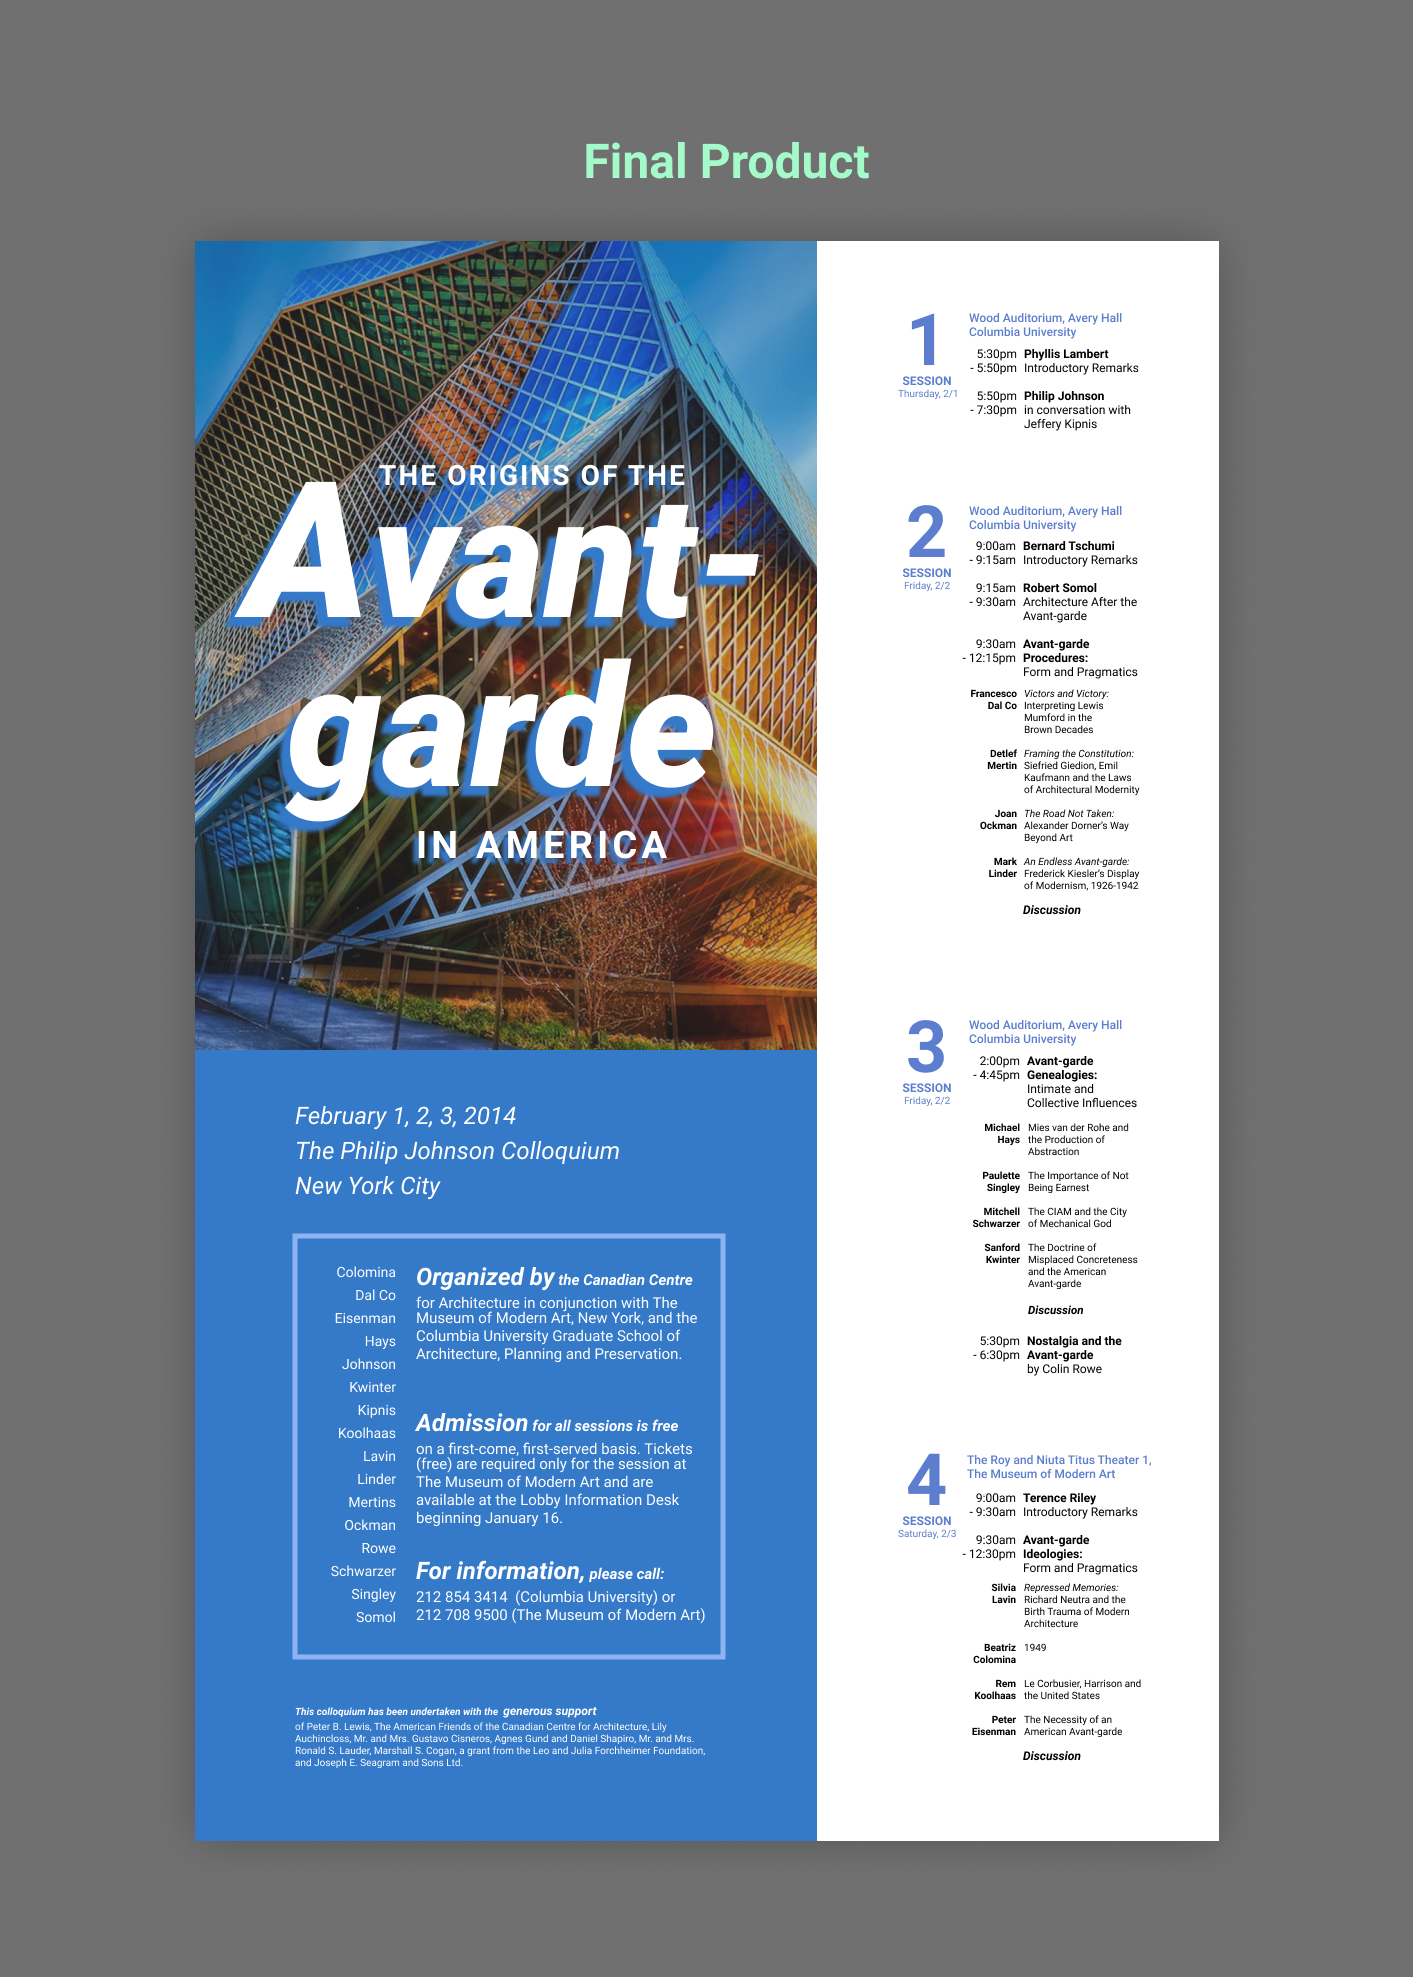 Final Product
THE ORIGINS OF THE
Avant-
garde
IN AMERICA
February 1, 2, 3, 2014
The Philip Johnson Colloquium
New York City
Colomina
Dal Co
Eisenman
Hays
Johnson
Kwinter
Kipnis
Koolhaas
Lavin
Linder
Mertins
Ockman
Rowe
Schwarzer
Singley
Somol
Organized by the Canadian Centre
for Architecture in conjunction with The
Museum of Modern Art, New York, and the
Columbia University Graduate School of
Architecture, Planning and Preservation.
Admission for all sessions is free
on a first-come, first-served basis. Tickets
(free) are required only for the session at
The Museum of Modern Art and are
available at the Lobby Information Desk
beginning January 16.
For information, please call:
212 854 3414 (Columbia University) or
212 708 9500 (The Museum of Modern Art)
This colloquium has been undertaken with the generous support
of Peter B. Lewis, The American Friends of the Canadian Centre for Architecture, Lily
Auchincloss, Mr. and Mrs. Gustavo Cisneros, Agnes Gund and Daniel Shapiro, Mr. and Mrs.
Ronald S. Lauder, Marshall S. Cogan, a grant from the Leo and Julia Forchheimer Foundation,
and Joseph E. Seagram and Sons Ltd.
1
SESSION
Thursday, 2/1
Wood Auditorium, Avery Hall
Columbia University
5:30pm Phyllis Lambert
- 5:50pm Introductory Remarks
5:50pm Philip Johnson
- 7:30pm in conversation with
Jeffery Kipnis
2
SESSION
Friday, 2/2
Wood Auditorium, Avery Hall
Columbia University
9:00am Bernard Tschumi
- 9:15am Introductory Remarks
9:15am Robert Somol
- 9:30am Architecture After the
Avant-garde
9:30am Avant-garde
- 12:15pm Procedures:
Form and Pragmatics
Francesco Victors and Victory:
Dal Co Interpreting Lewis
Mumford in the
Brown Decades
Detlef Framing the Constitution:
Mertin Siefried Giedion, Emil
Kaufmann and the Laws
of Architectural Modernity
Joan The Road Not Taken:
Ockman Alexander Dorner's Way
Beyond Art
Mark An Endless Avant-garde:
Linder Frederick Kiesler's Display
of Modernism, 1926-1942
Discussion
3
SESSION
Friday, 2/2
Wood Auditorium, Avery Hall
Columbia University
2:00pm Avant-garde
- 4:45pm Genealogies:
Intimate and
Collective Influences
Michael Mies van der Rohe and
Hays the Production of
Abstraction
Paulette The Importance of Not
Singley Being Earnest
Mitchell The CIAM and the City
Schwarzer of Mechanical God
Sanford The Doctrine of
Kwinter Misplaced Concreteness
and the American
Avant-garde
Discussion
5:30pm Nostalgia and the
- 6:30pm Avant-garde
by Colin Rowe
4
SESSION
Saturday, 2/3
The Roy and Niuta Titus Theater 1,
The Museum of Modern Art
9:00am Terence Riley
- 9:30am Introductory Remarks
9:30am Avant-garde
- 12:30pm Ideologies:
Form and Pragmatics
Silvia Repressed Memories:
Lavin Richard Neutra and the
Birth Trauma of Modern
Architecture
Beatriz 1949
Colomina
Rem Le Corbusier, Harrison and
Koolhaas the United States
Peter The Necessity of an
Eisenman American Avant-garde
Discussion